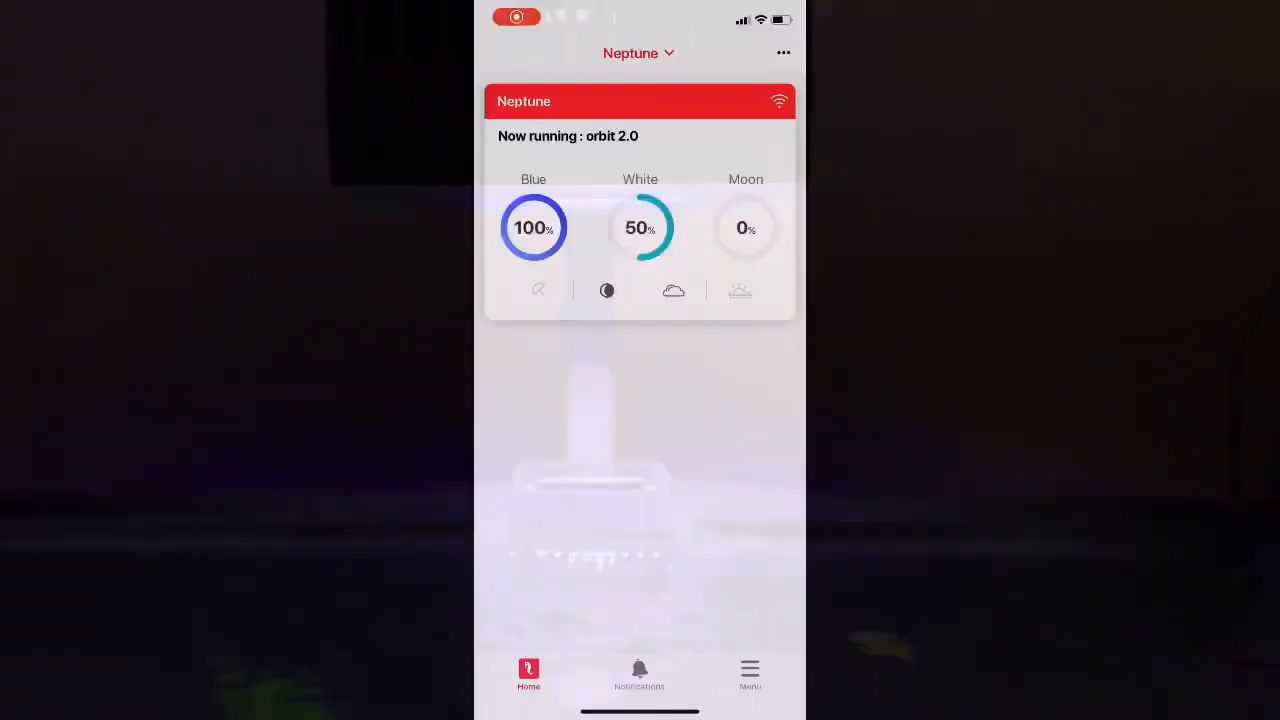 Neptune
Neptune
Now running : orbit 2.0
Blue White Moon
100% 50% 0%
Home Notifications Menu